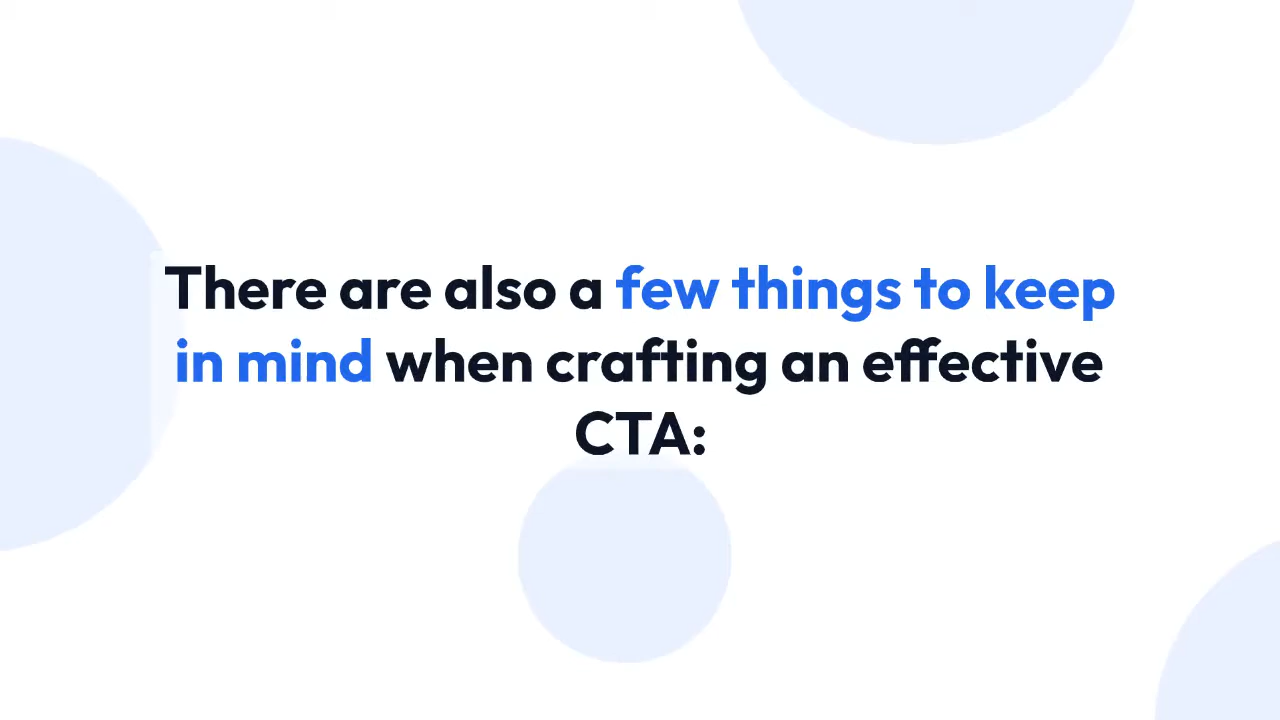 There are also a few things to keep
in mind when crafting an effective
CTA: